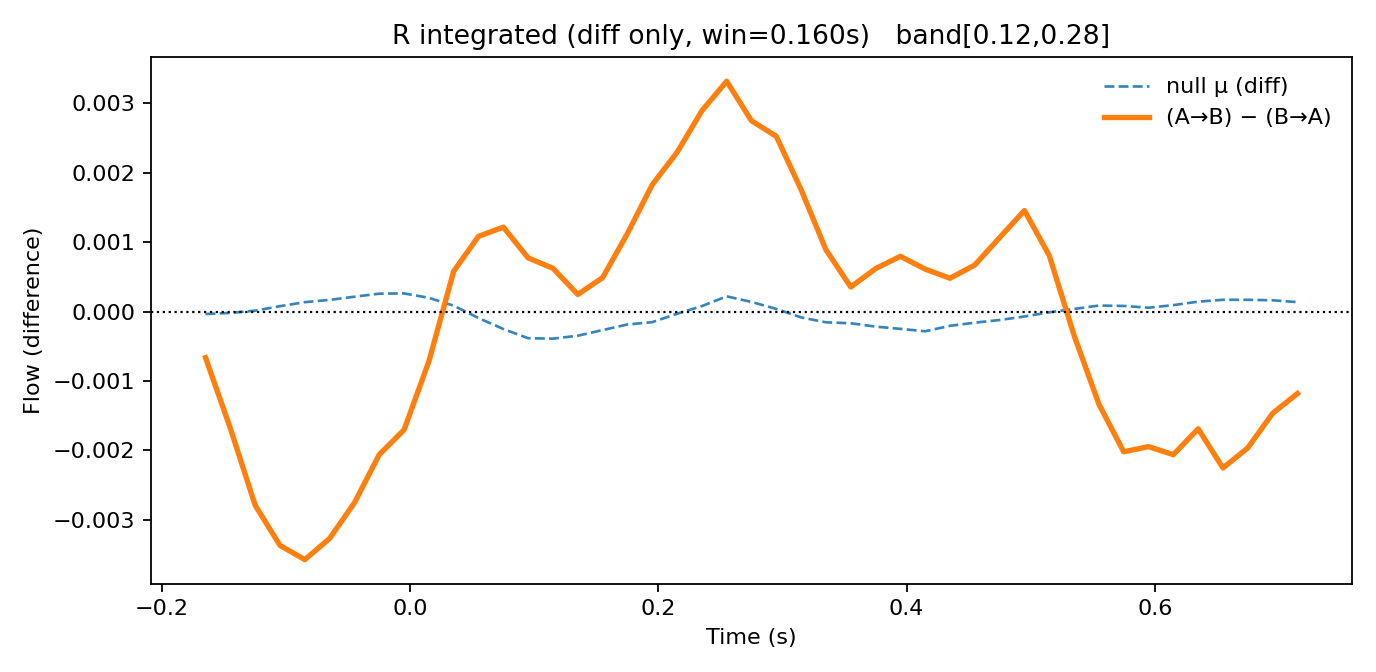 R integrated (diff only, win=0.160s)   band[0.12,0.28]
null μ (diff)
(A→B) − (B→A)
Flow (difference)
0.003
0.002
0.001
0.000
−0.001
−0.002
−0.003
−0.2
0.0
0.2
0.4
0.6
Time (s)